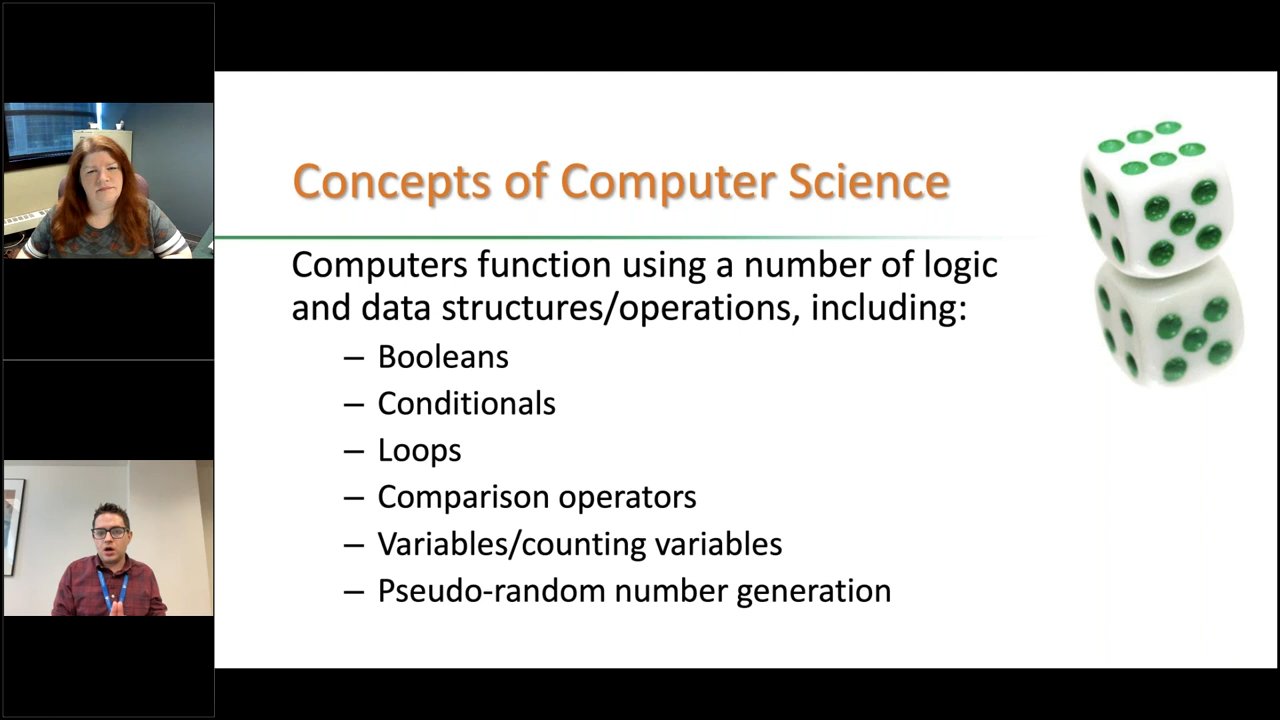 Concepts of Computer Science
Computers function using a number of logic
and data structures/operations, including:
– Booleans
– Conditionals
– Loops
– Comparison operators
– Variables/counting variables
– Pseudo-random number generation